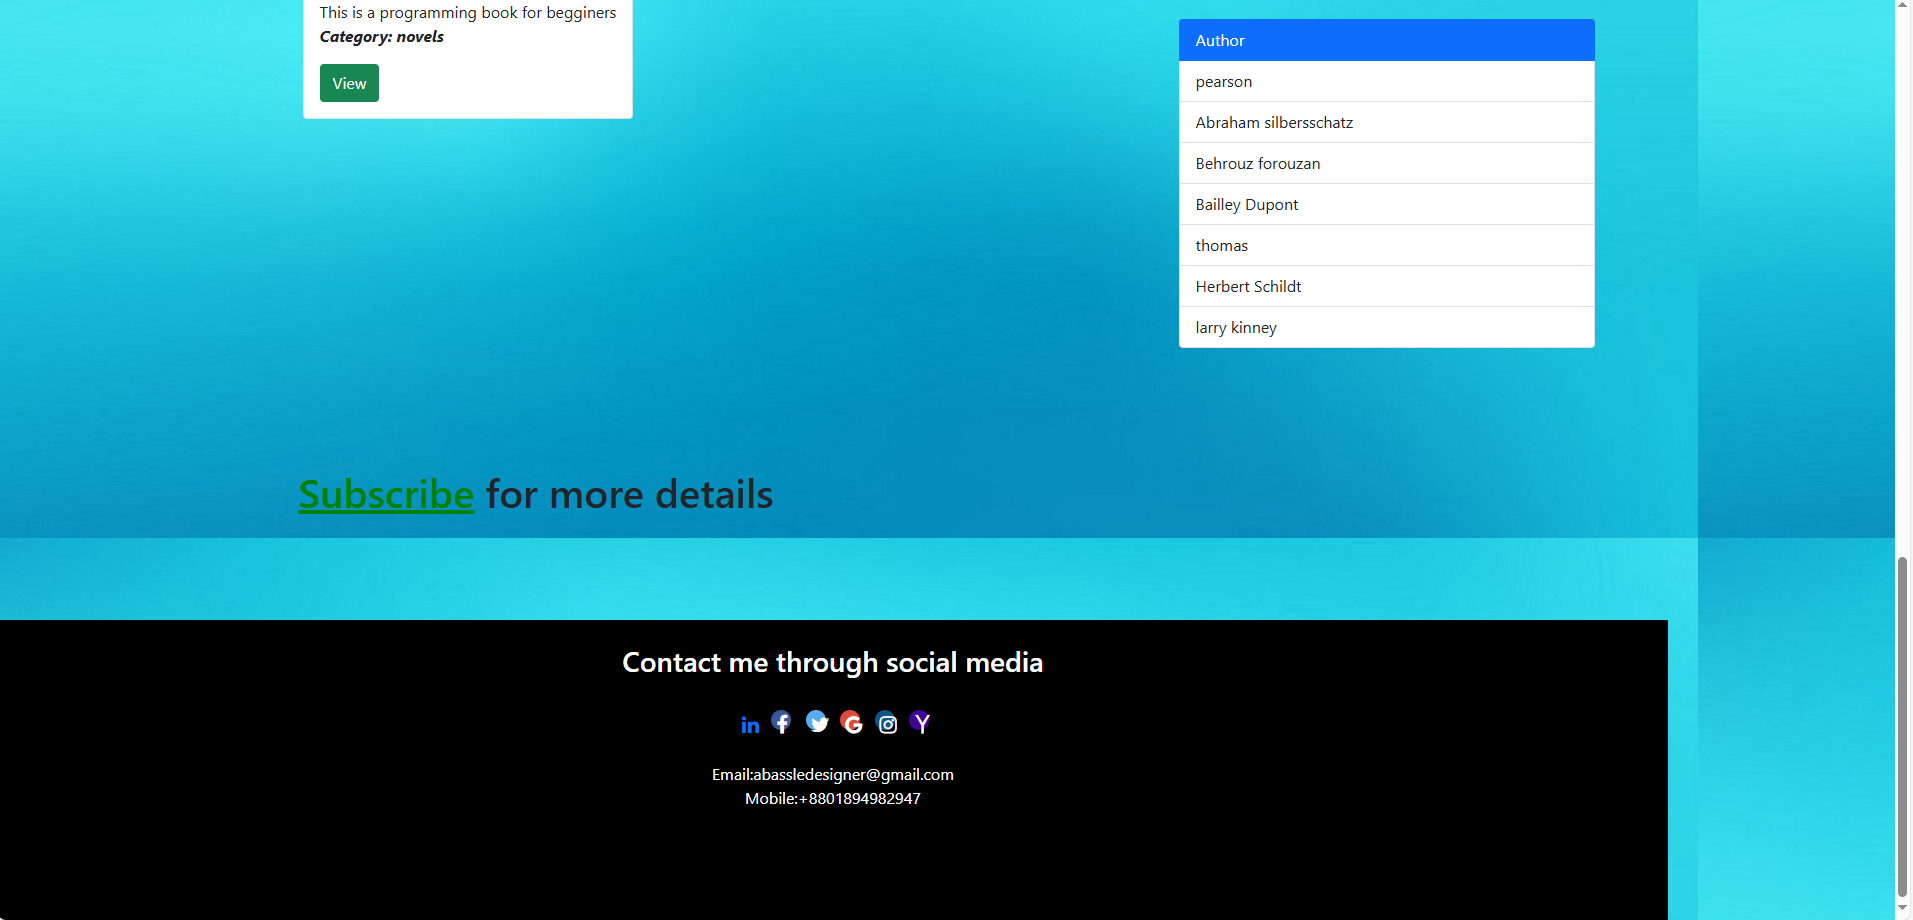 This is a programming book for begginers
Category: novels
View
Author
pearson
Abraham silbersschatz
Behrouz forouzan
Bailley Dupont
thomas
Herbert Schildt
larry kinney
Subscribe for more details
Contact me through social media
Email:abassledesigner@gmail.com
Mobile:+8801894982947